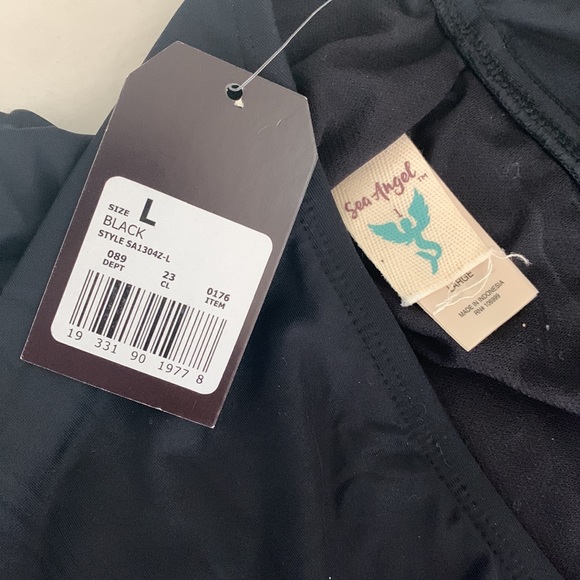 SIZE L
BLACK
STYLE SA1304Z-L
089 23 0176
DEPT CL ITEM
19 331 90 1977 8
Sea Angel™
LARGE
MADE IN INDONESIA